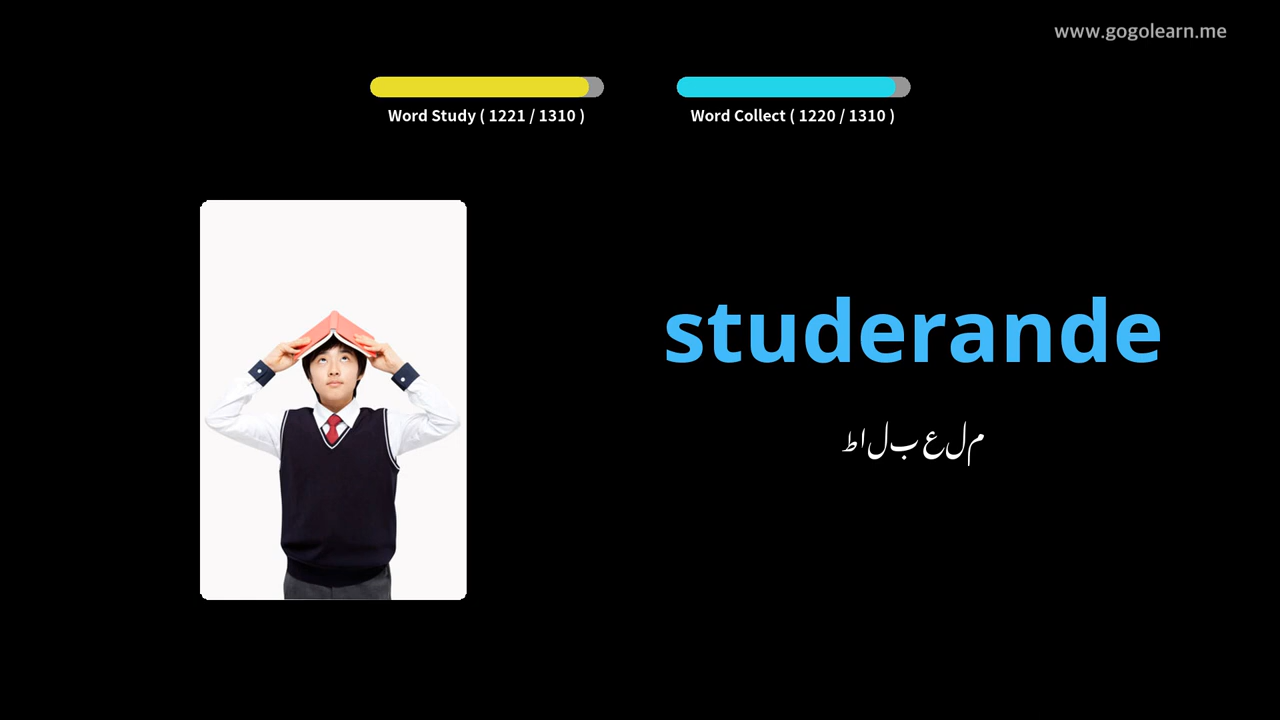 www.gogolearn.me
Word Study ( 1221 / 1310 )
Word Collect ( 1220 / 1310 )
studerande
طالب علم